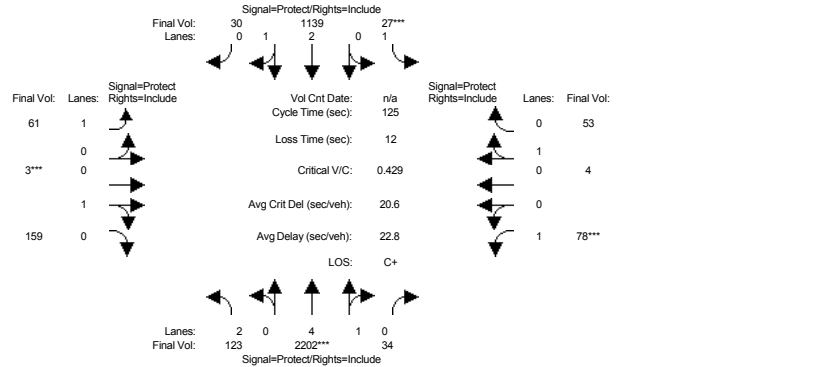 Signal=Protect/Rights=Include
Final Vol: 30 1139 27***
Lanes: 0 1 2 0 1
Signal=Protect Signal=Protect
Final Vol: Lanes: Rights=Include Vol Cnt Date: n/a Rights=Include Lanes: Final Vol:
Cycle Time (sec): 125
61 1 0 53
Loss Time (sec): 12
0 1
3*** 0 Critical V/C: 0.429 0 4
1 Avg Crit Del (sec/veh): 20.6 0
159 0 Avg Delay (sec/veh): 22.8 1 78***
LOS: C+
Lanes: 2 0 4 1 0
Final Vol: 123 2202*** 34
Signal=Protect/Rights=Include